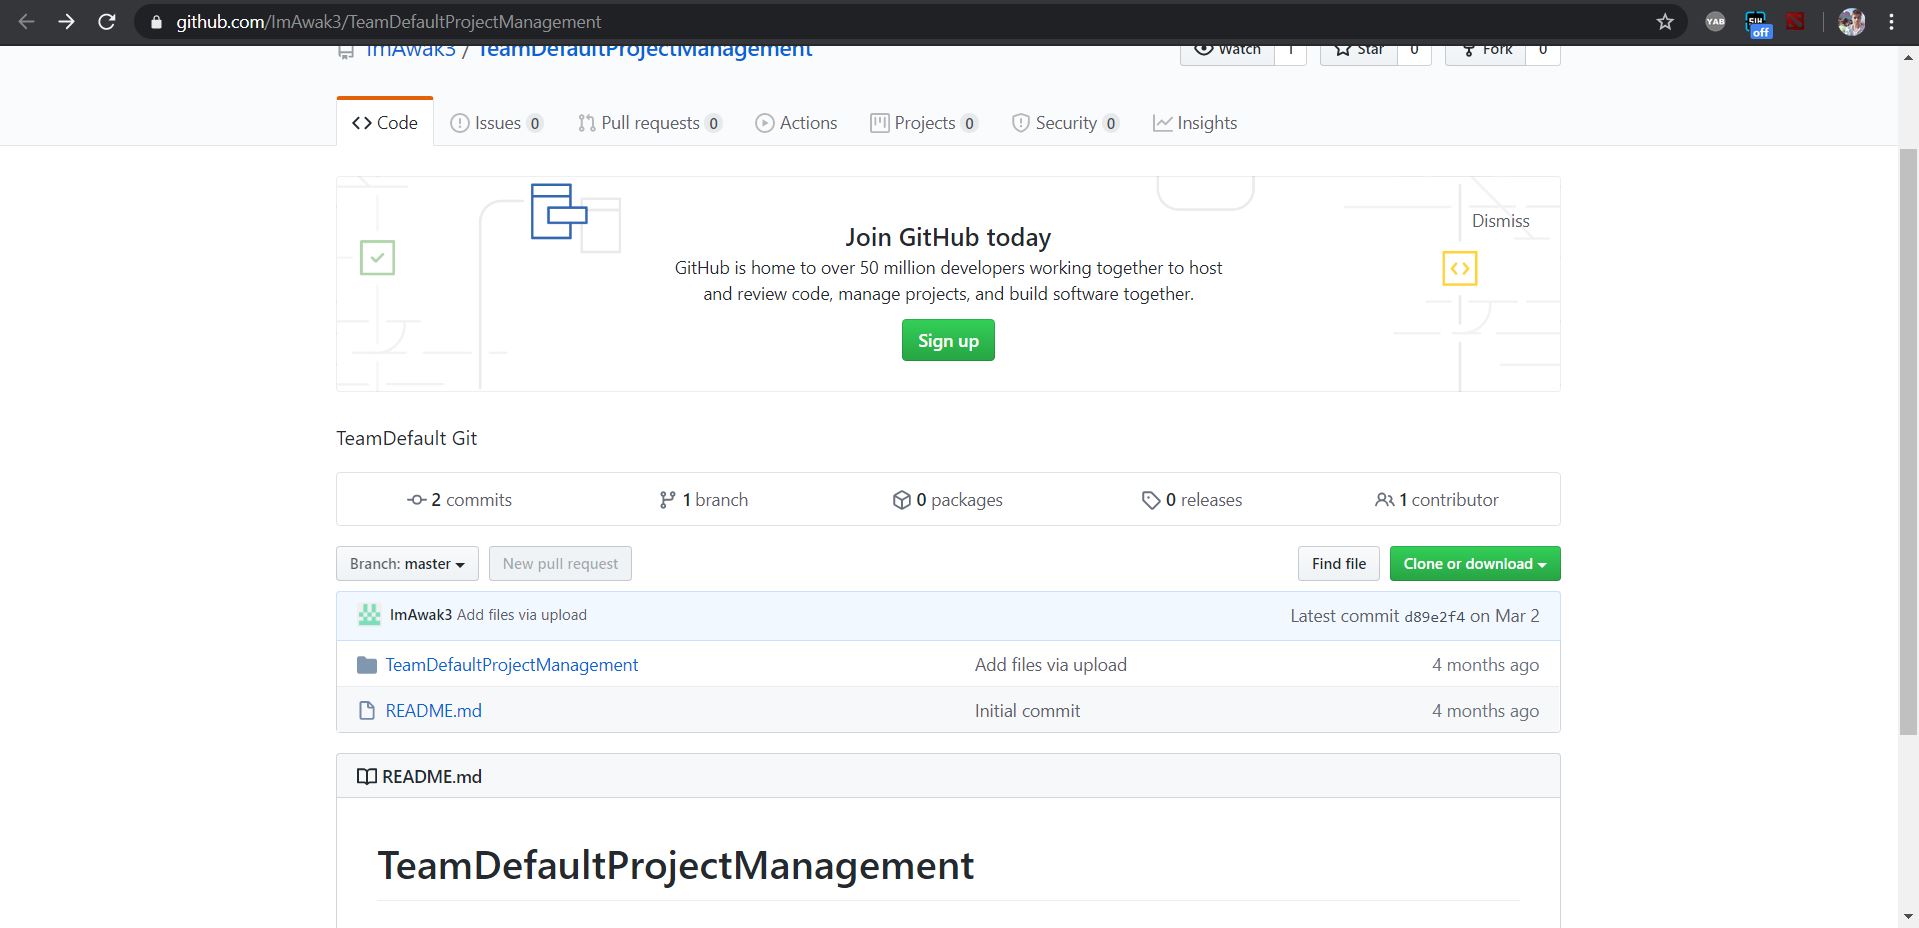 github.com/ImAwak3/TeamDefaultProjectManagement
YAB
off
ImAwak3 / TeamDefaultProjectManagement
Watch 1 Star 0 Fork 0
Code Issues 0 Pull requests 0 Actions Projects 0 Security 0 Insights
Join GitHub today
Dismiss
GitHub is home to over 50 million developers working together to host
and review code, manage projects, and build software together.
Sign up
TeamDefault Git
2 commits 1 branch 0 packages 0 releases 1 contributor
Branch: master New pull request Find file Clone or download
ImAwak3 Add files via upload Latest commit d89e2f4 on Mar 2
TeamDefaultProjectManagement Add files via upload 4 months ago
README.md Initial commit 4 months ago
README.md
TeamDefaultProjectManagement